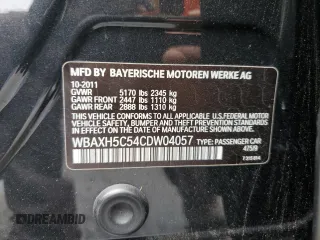 MFD BY BAYERISCHE MOTOREN WERKE AG
10-2011
GVWR 5170 lbs 2345 kg
GAWR FRONT 2447 lbs 1110 kg
GAWR REAR 2888 lbs 1310 kg
THIS VEHICLE CONFORMS TO ALL APPLICABLE FEDERAL
MOTOR VEHICLE SAFETY, BUMPER, AND THEFT PREVENTION
STANDARDS IN EFFECT ON THE DATE OF MANUFACTURE SHOWN ABOVE.
WBAXH5C54CDW04057
TYPE: PASSENGER CAR
475/9
DREAMBID